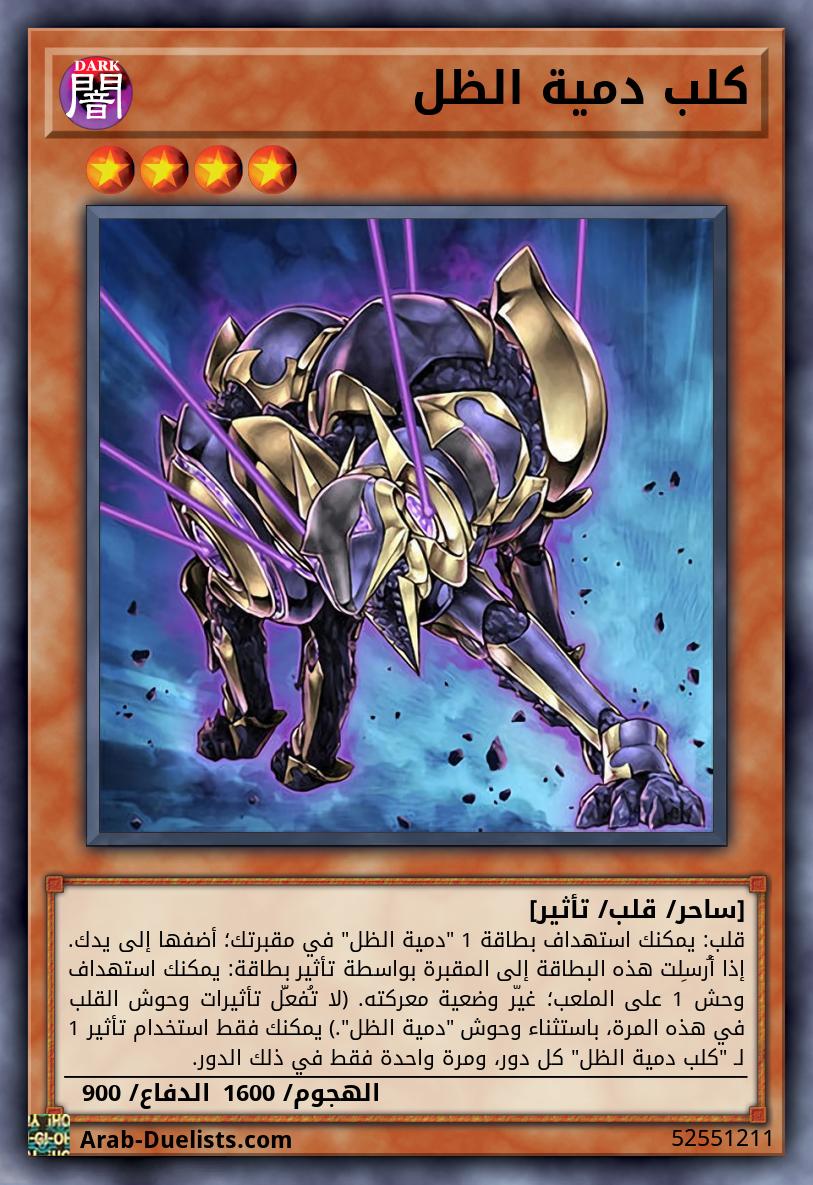 كلب دمية الظل
DARK
闇
[ساحر/ قلب/ تأثير]
قلب: يمكنك استهداف بطاقة 1 "دمية الظل" في مقبرتك؛ أضفها إلى يدك.
إذا أُرسِلت هذه البطاقة إلى المقبرة بواسطة تأثير بطاقة: يمكنك استهداف
وحش 1 على الملعب؛ غيّر وضعية معركته. (لا تُفعّل تأثيرات وحوش القلب
في هذه المرة، باستثناء وحوش "دمية الظل".) يمكنك فقط استخدام تأثير 1
لـ "كلب دمية الظل" كل دور، ومرة واحدة فقط في ذلك الدور.
الهجوم/ 1600 الدفاع/ 900
Arab-Duelists.com
52551211